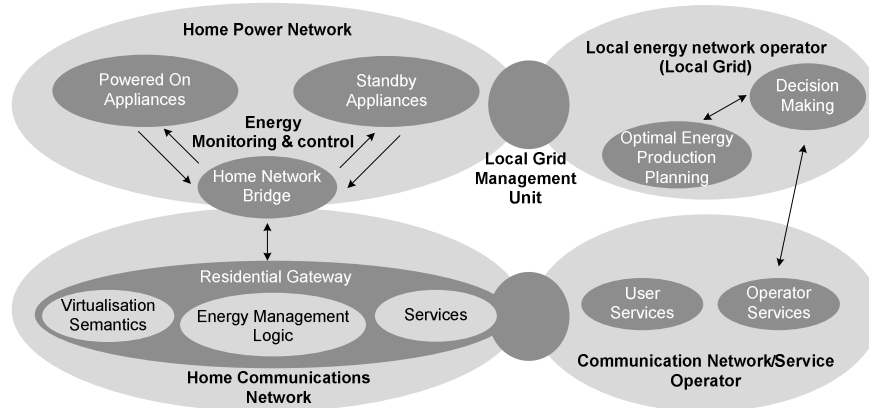 Home Power Network
Powered On
Appliances
Standby
Appliances
Energy
Monitoring & control
Home Network
Bridge
Local Grid
Management
Unit
Local energy network operator
(Local Grid)
Decision
Making
Optimal Energy
Production
Planning
Residential Gateway
Virtualisation
Semantics
Energy Management
Logic
Services
Home Communications
Network
User
Services
Operator
Services
Communication Network/Service
Operator